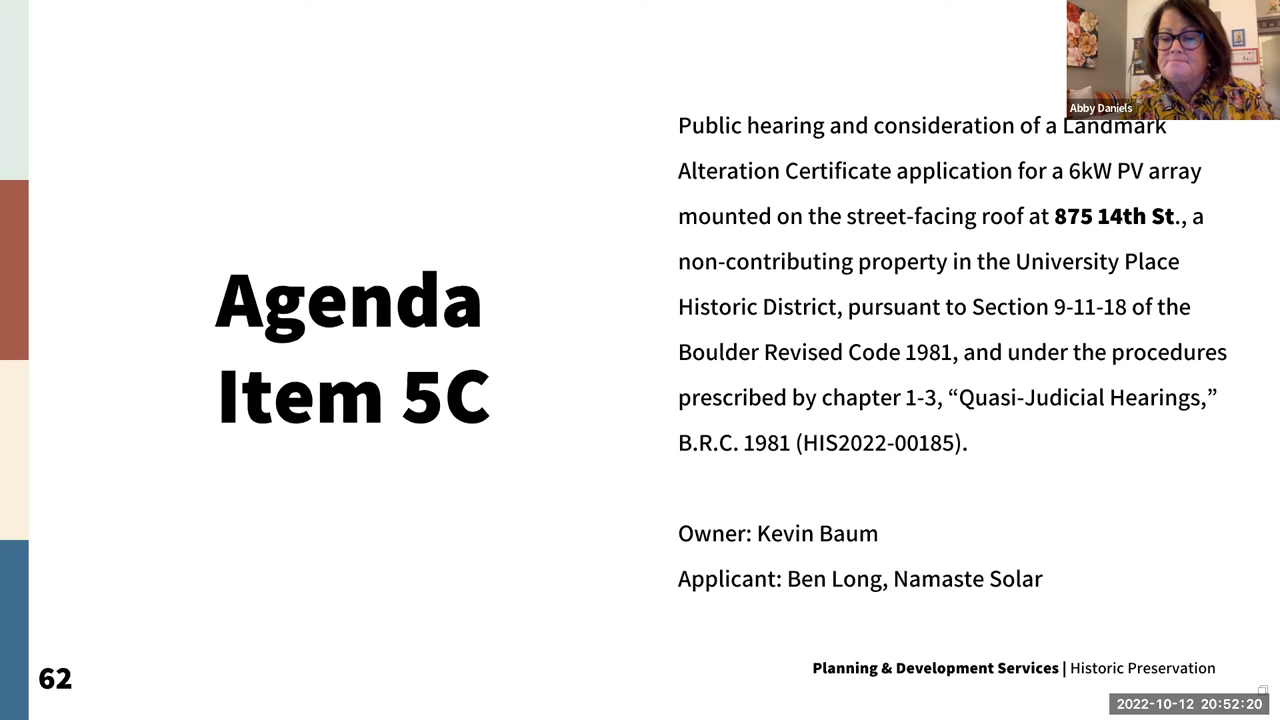 Abby Daniels
Public hearing and consideration of a Landmark
Alteration Certificate application for a 6kW PV array
mounted on the street-facing roof at 875 14th St., a
non-contributing property in the University Place
Historic District, pursuant to Section 9-11-18 of the
Boulder Revised Code 1981, and under the procedures
prescribed by chapter 1-3, “Quasi-Judicial Hearings,”
B.R.C. 1981 (HIS2022-00185).
Agenda
Item 5C
Owner: Kevin Baum
Applicant: Ben Long, Namaste Solar
62
Planning & Development Services | Historic Preservation
2022-10-12 20:52:20